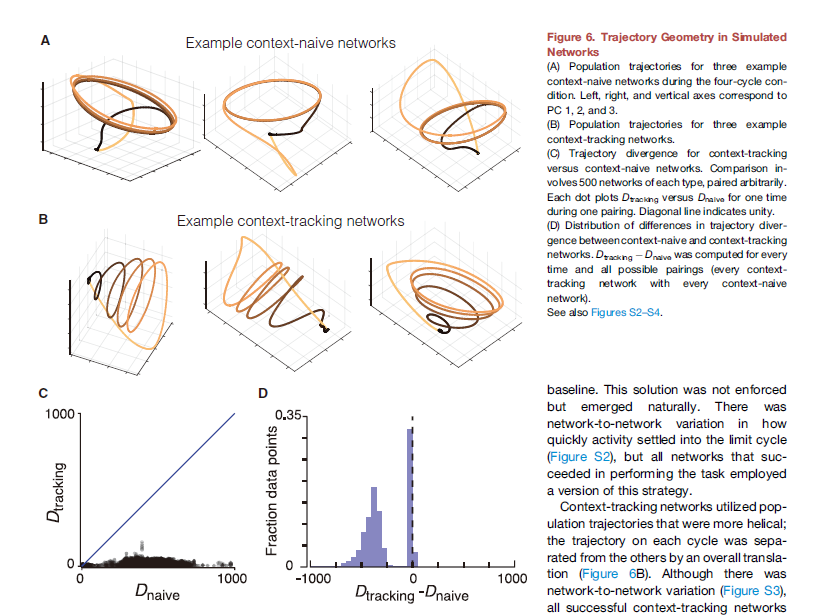 A
Example context-naive networks
B
Example context-tracking networks
C
1000
Dtracking
0
0
1000
Dnaive
D
0.35
Fraction data points
0
-1000
0
1000
Dtracking -Dnaive
Figure 6. Trajectory Geometry in Simulated
Networks
(A) Population trajectories for three example
context-naive networks during the four-cycle con-
dition. Left, right, and vertical axes correspond to
PC 1, 2, and 3.
(B) Population trajectories for three example
context-tracking networks.
(C) Trajectory divergence for context-tracking
versus context-naive networks. Comparison in-
volves 500 networks of each type, paired arbitrarily.
Each dot plots Dtracking versus Dnaive for one time
during one pairing. Diagonal line indicates unity.
(D) Distribution of differences in trajectory diver-
gence between context-naive and context-tracking
networks. Dtracking − Dnaive was computed for every
time and all possible pairings (every context-
tracking network with every context-naive
network).
See also Figures S2–S4.
baseline. This solution was not enforced
but emerged naturally. There was
network-to-network variation in how
quickly activity settled into the limit cycle
(Figure S2), but all networks that suc-
ceeded in performing the task employed
a version of this strategy.
Context-tracking networks utilized pop-
ulation trajectories that were more helical;
the trajectory on each cycle was sepa-
rated from the others by an overall transla-
tion (Figure 6B). Although there was
network-to-network variation (Figure S3),
all successful context-tracking networks